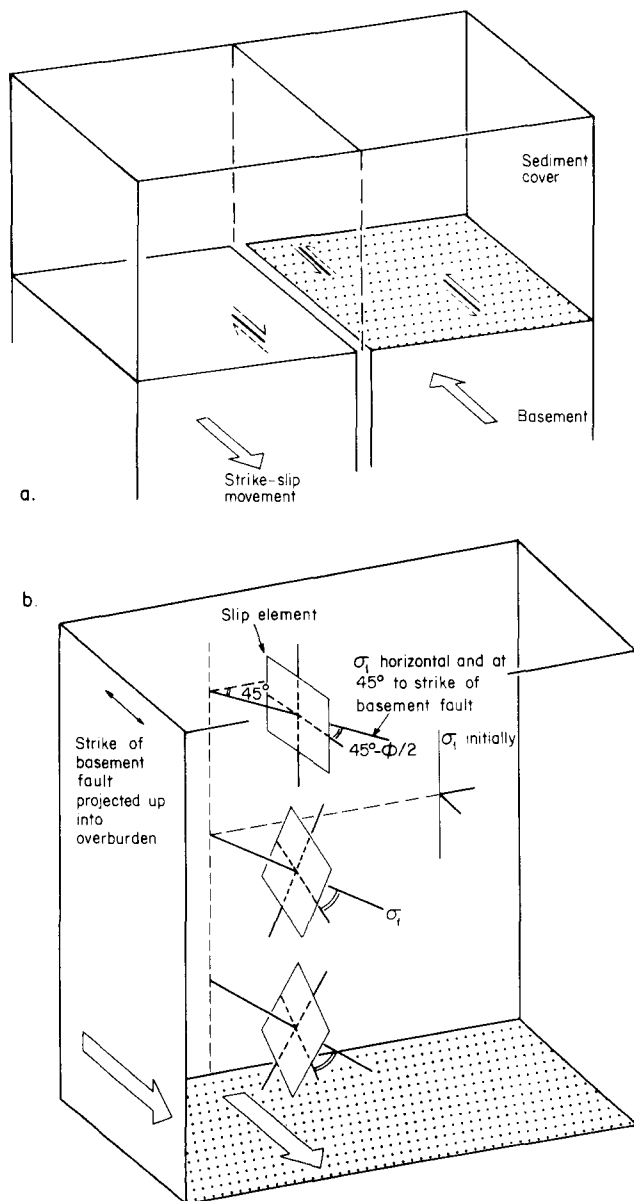 Sediment
cover
Basement
Strike-slip
movement
a.
b.
Slip element
σ₁ horizontal and at
45° to strike of
basement fault
45°
45°-Φ/2
σ₁ initially
Strike of
basement
fault
projected up
into
overburden
σ₁